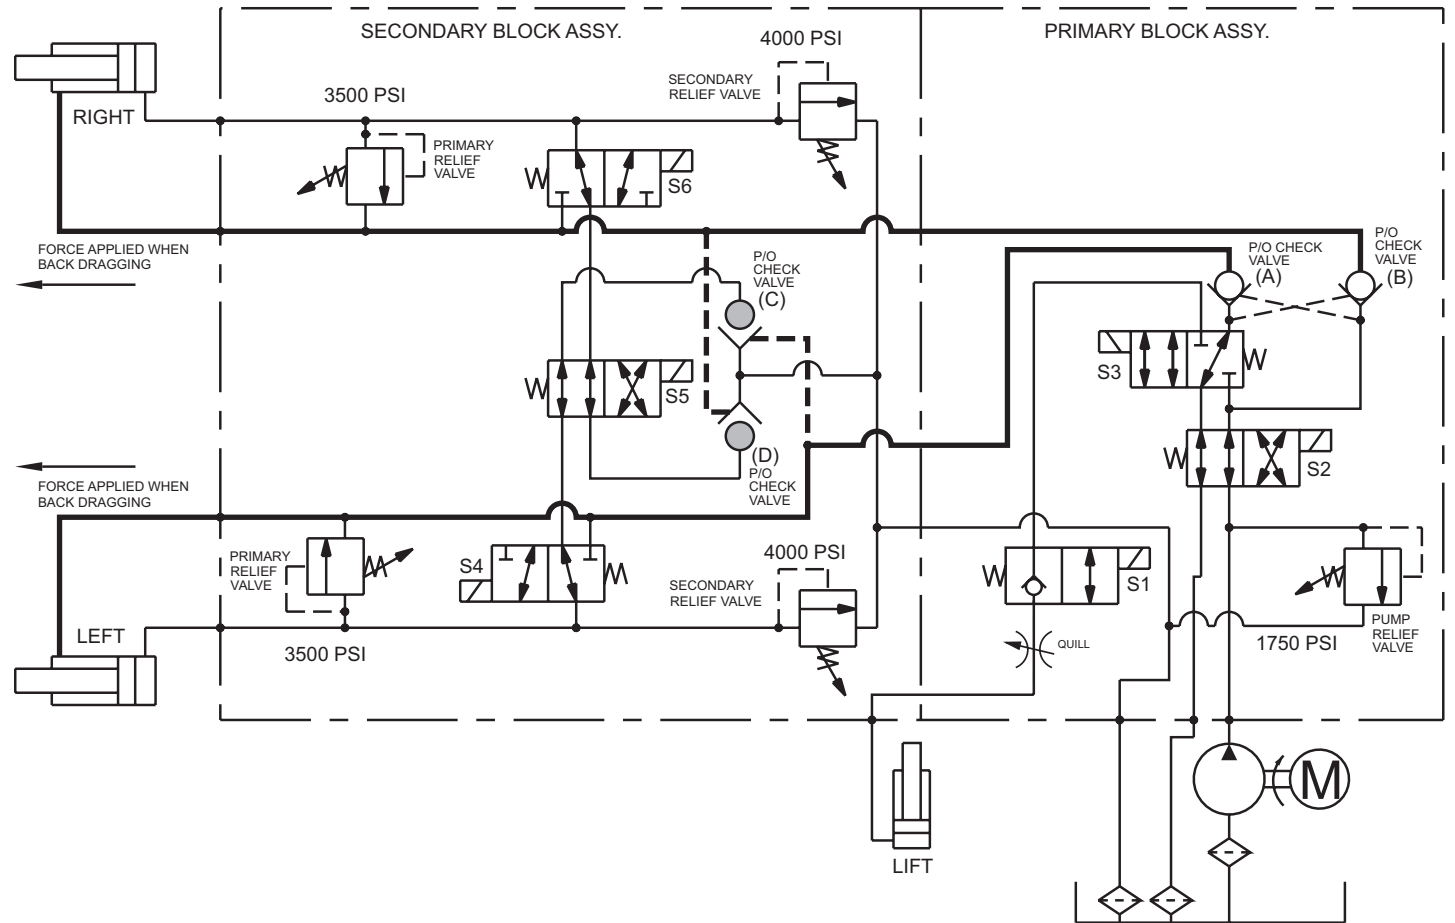 SECONDARY BLOCK ASSY.
PRIMARY BLOCK ASSY.
4000 PSI
SECONDARY
RELIEF VALVE
3500 PSI
RIGHT
PRIMARY
RELIEF
VALVE
S6
FORCE APPLIED WHEN
BACK DRAGGING
P/O
CHECK
VALVE
(C)
P/O CHECK
VALVE
(A)
P/O
CHECK
VALVE
(B)
S3
S5
(D)
P/O
CHECK
VALVE
S2
FORCE APPLIED WHEN
BACK DRAGGING
PRIMARY
RELIEF
VALVE
S4
4000 PSI
SECONDARY
RELIEF VALVE
S1
LEFT
3500 PSI
QUILL
1750 PSI
PUMP
RELIEF
VALVE
M
LIFT